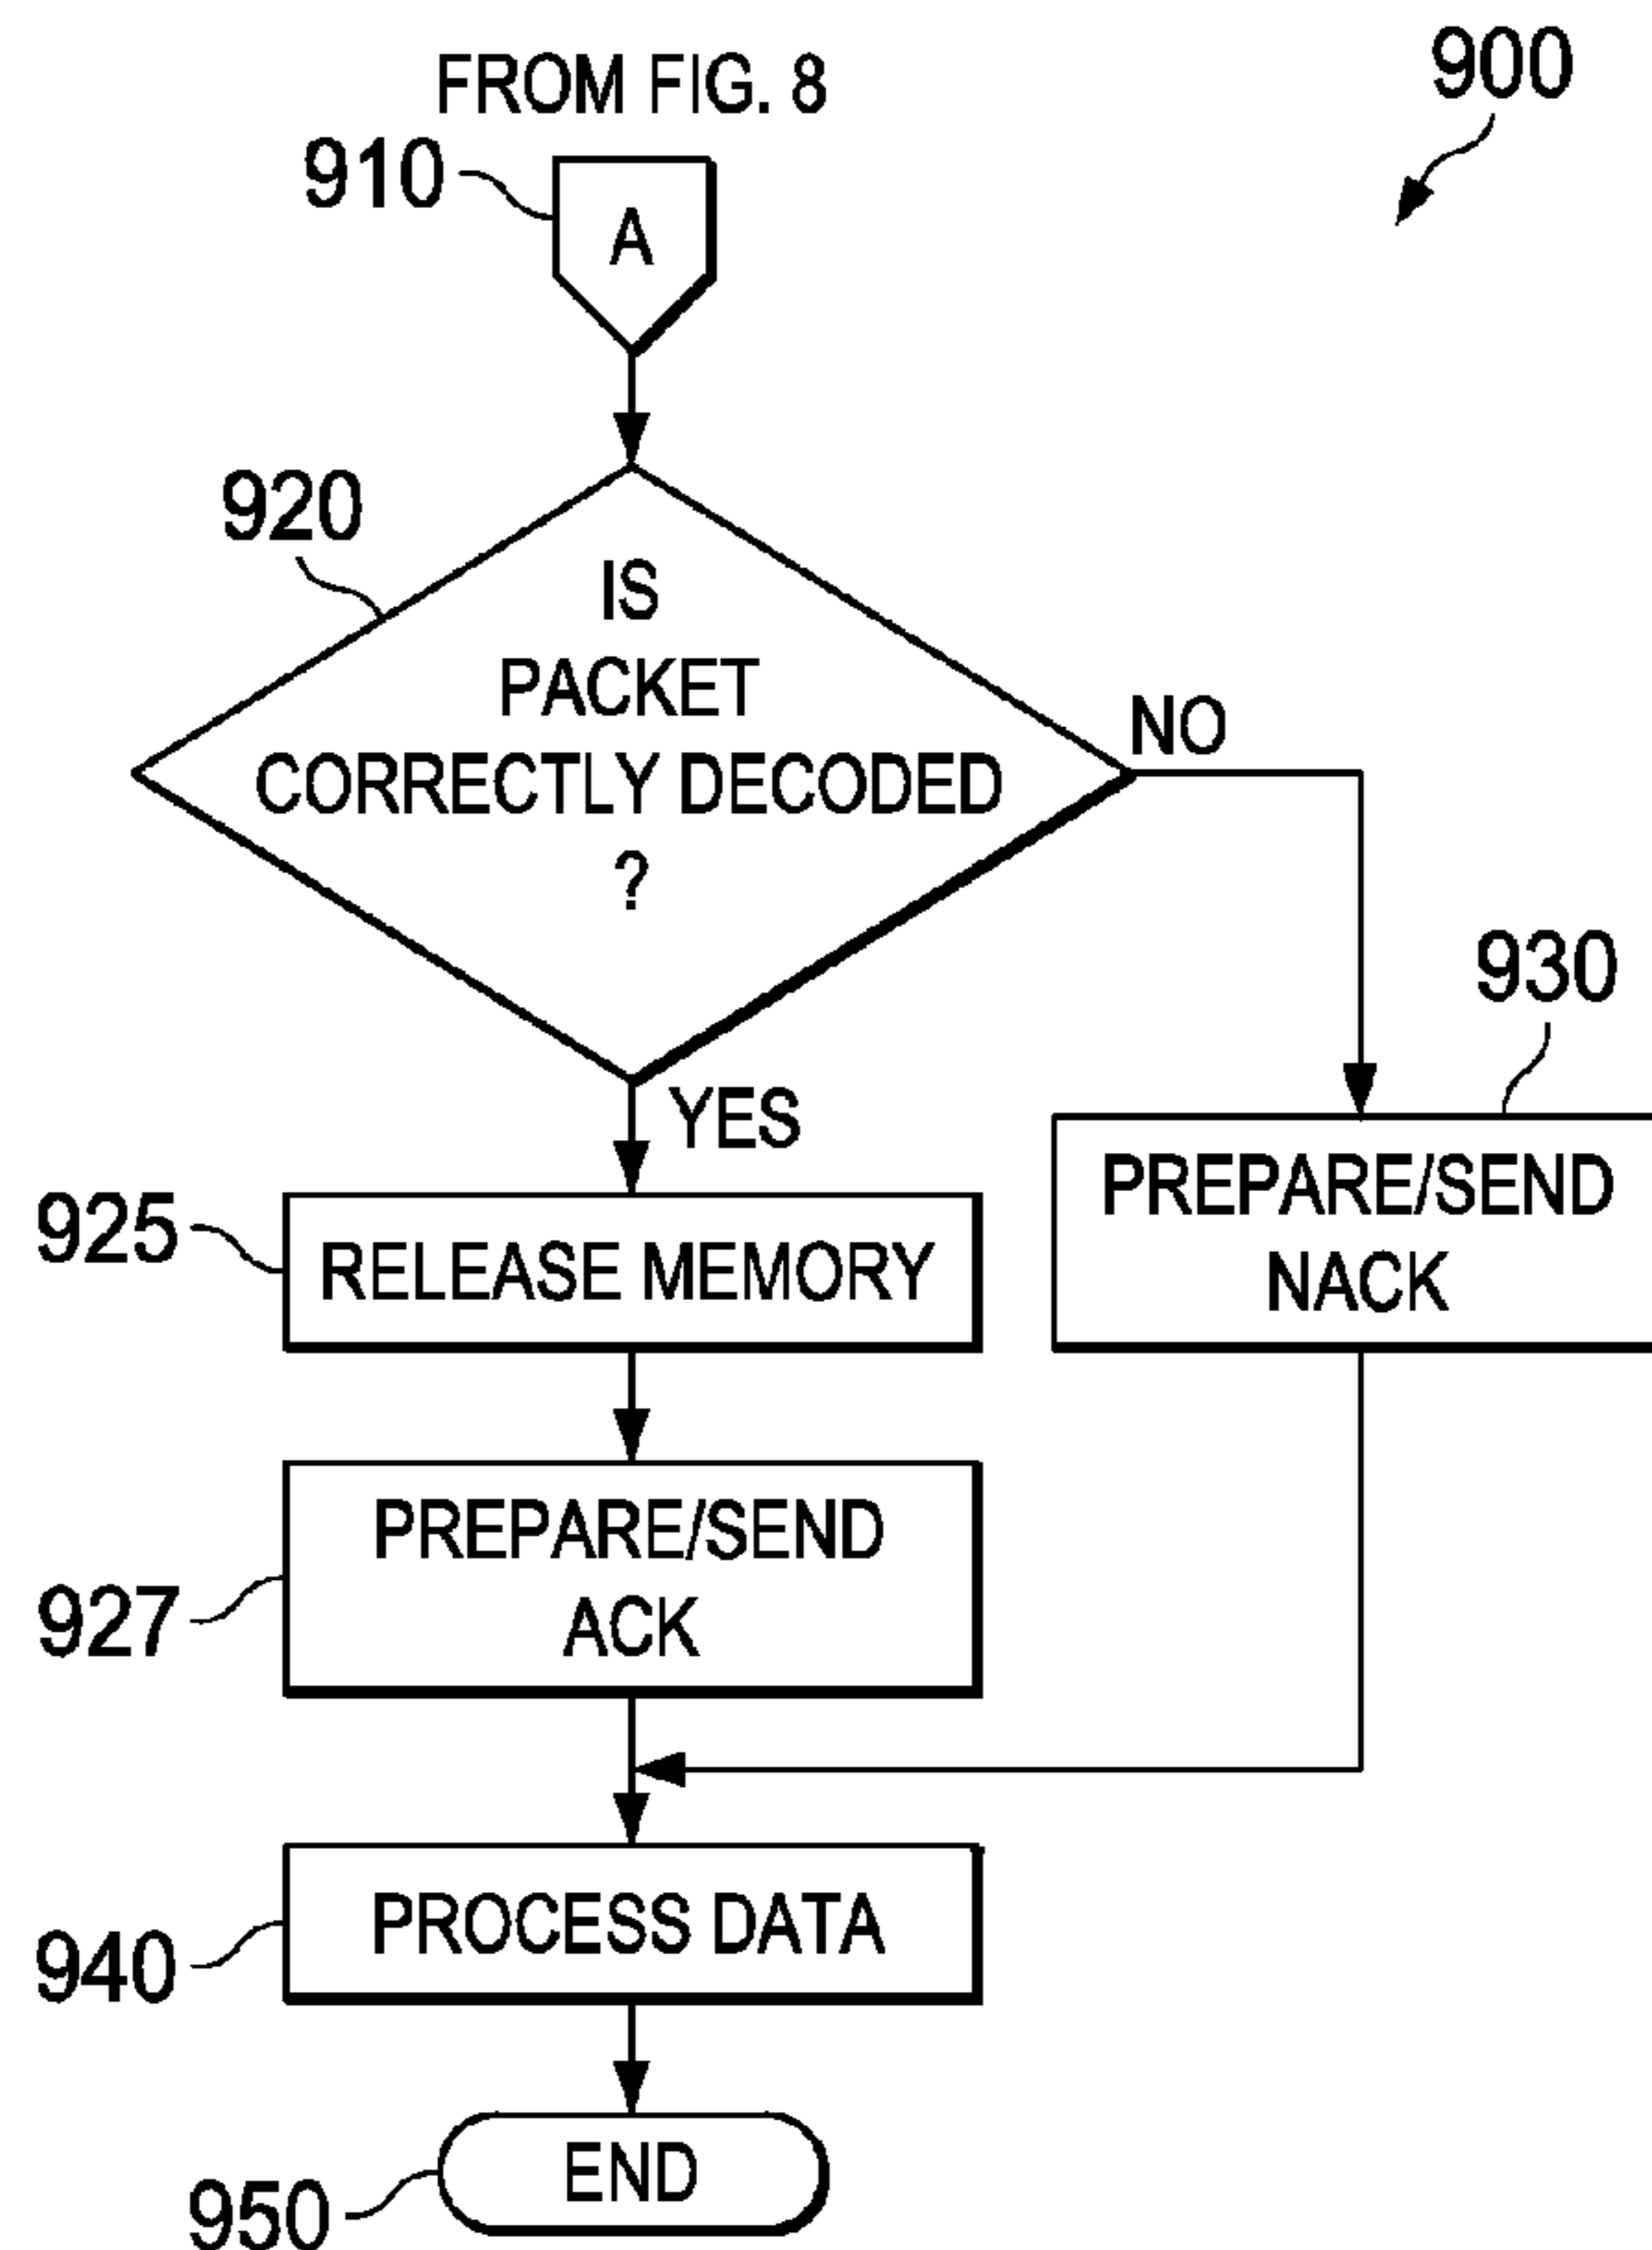 FROM FIG. 8
900
910
A
920
IS
PACKET
CORRECTLY DECODED
?
NO
YES
930
PREPARE/SEND
NACK
925
RELEASE MEMORY
927
PREPARE/SEND
ACK
940
PROCESS DATA
950
END